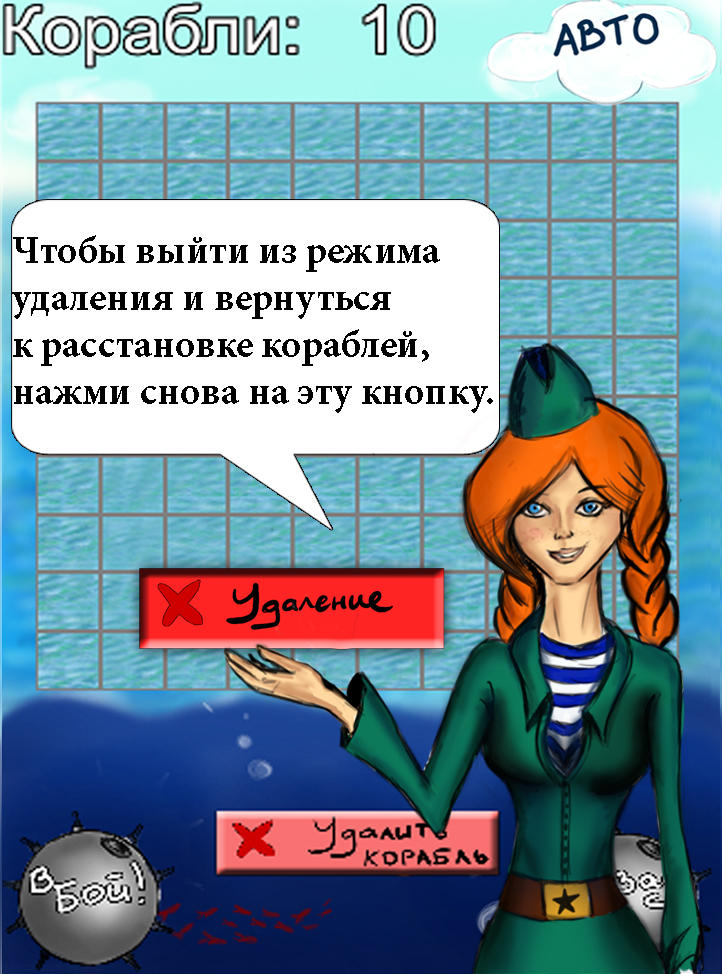 Корабли: 10
АВТО
Чтобы выйти из режима
удаления и вернуться
к расстановке кораблей,
нажми снова на эту кнопку.
Удаление
Удалить
КОРАБЛЬ
В
Бой!